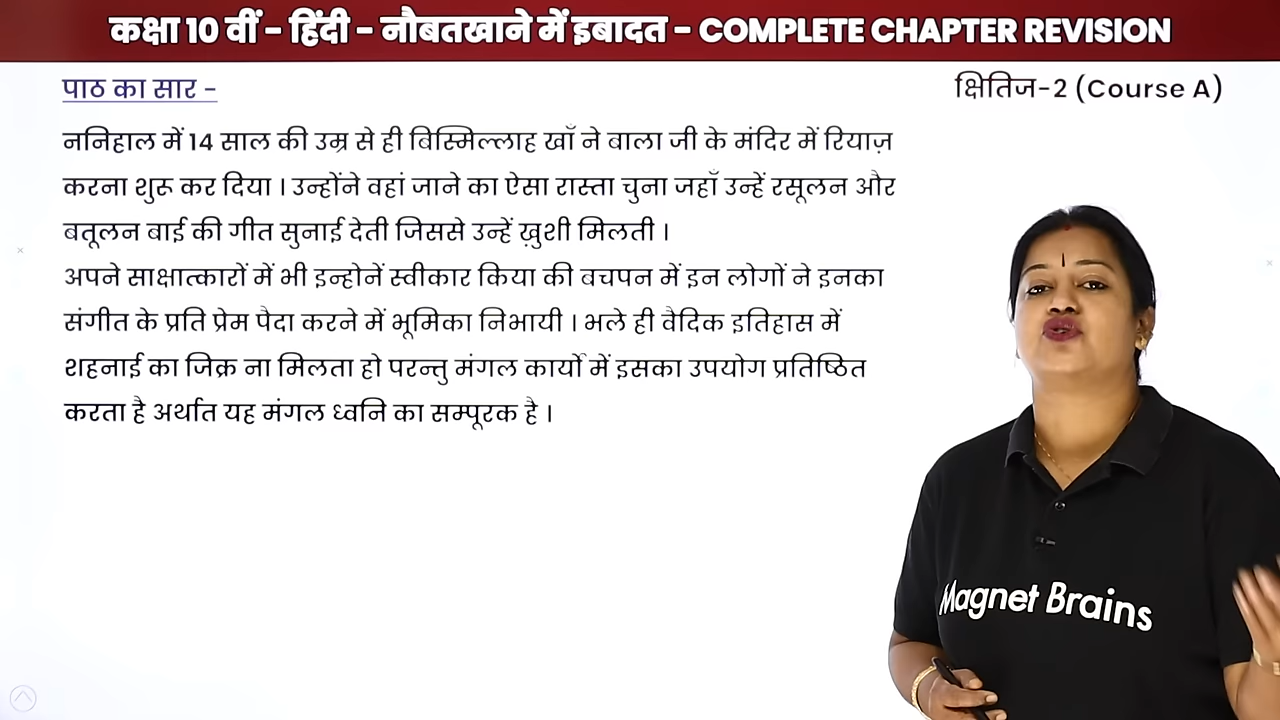 कक्षा 10 वीं - हिंदी - नौबतखाने में इबादत - COMPLETE CHAPTER REVISION
पाठ का सार -
क्षितिज-2 (Course A)
ननिहाल में 14 साल की उम्र से ही बिस्मिल्लाह खाँ ने बाला जी के मंदिर में रियाज़
करना शुरू कर दिया । उन्होंने वहां जाने का ऐसा रास्ता चुना जहाँ उन्हें रसूलन और
बतूलन बाई की गीत सुनाई देती जिससे उन्हें ख़ुशी मिलती ।
अपने साक्षात्कारों में भी इन्होनें स्वीकार किया की बचपन में इन लोगों ने इनका
संगीत के प्रति प्रेम पैदा करने में भूमिका निभायी । भले ही वैदिक इतिहास में
शहनाई का जिक्र ना मिलता हो परन्तु मंगल कार्यो में इसका उपयोग प्रतिष्ठित
करता है अर्थात यह मंगल ध्वनि का सम्पूरक है ।
Magnet Brains